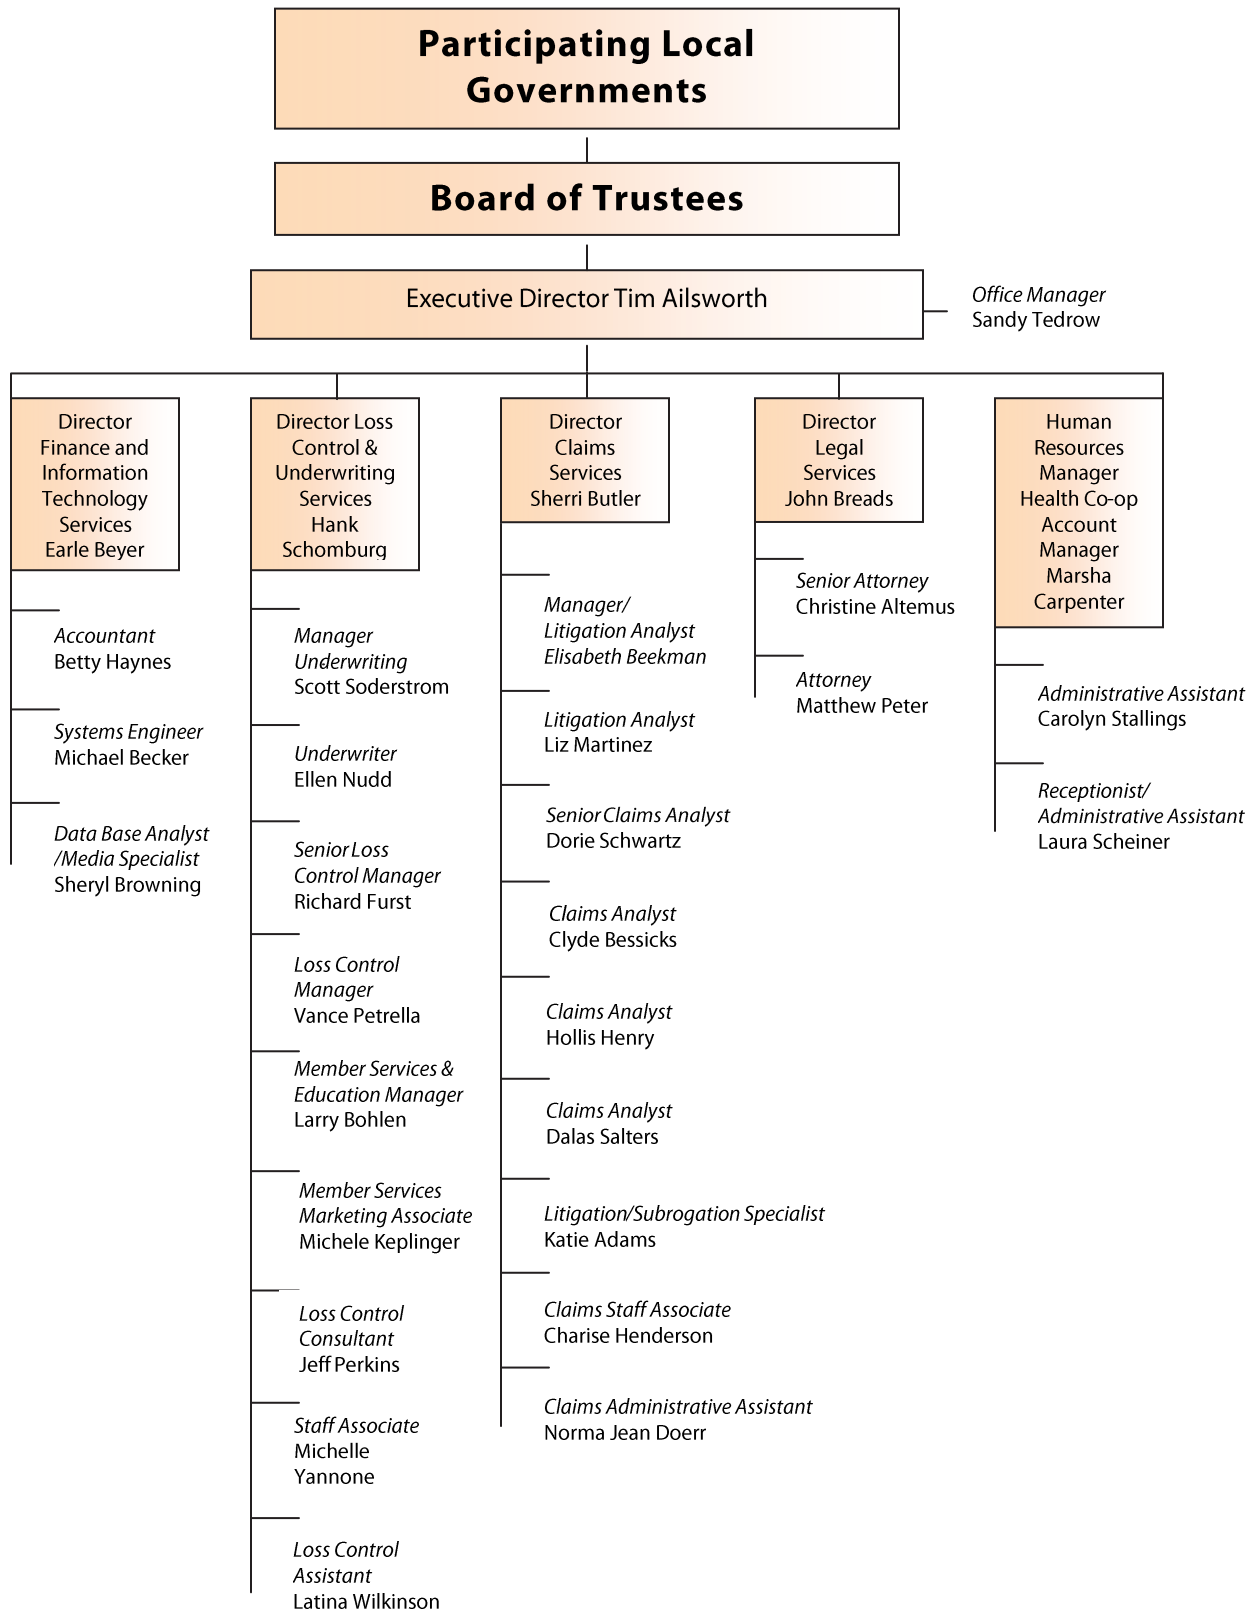 Participating Local
Governments
Board of Trustees
Executive Director Tim Ailsworth
Office Manager
Sandy Tedrow
Director
Finance and
Information
Technology
Services
Earle Beyer
Accountant
Betty Haynes
Systems Engineer
Michael Becker
Data Base Analyst
/Media Specialist
Sheryl Browning
Director Loss
Control &
Underwriting
Services
Hank
Schomburg
Manager
Underwriting
Scott Soderstrom
Underwriter
Ellen Nudd
Senior Loss
Control Manager
Richard Furst
Loss Control
Manager
Vance Petrella
Member Services &
Education Manager
Larry Bohlen
Member Services
Marketing Associate
Michele Keplinger
Loss Control
Consultant
Jeff Perkins
Staff Associate
Michelle
Yannone
Loss Control
Assistant
Latina Wilkinson
Director
Claims
Services
Sherri Butler
Manager/
Litigation Analyst
Elisabeth Beekman
Litigation Analyst
Liz Martinez
Senior Claims Analyst
Dorie Schwartz
Claims Analyst
Clyde Bessicks
Claims Analyst
Hollis Henry
Claims Analyst
Dalas Salters
Litigation/Subrogation Specialist
Katie Adams
Claims Staff Associate
Charise Henderson
Claims Administrative Assistant
Norma Jean Doerr
Director
Legal
Services
John Breads
Senior Attorney
Christine Altemus
Attorney
Matthew Peter
Human
Resources
Manager
Health Co-op
Account
Manager
Marsha
Carpenter
Administrative Assistant
Carolyn Stallings
Receptionist/
Administrative Assistant
Laura Scheiner